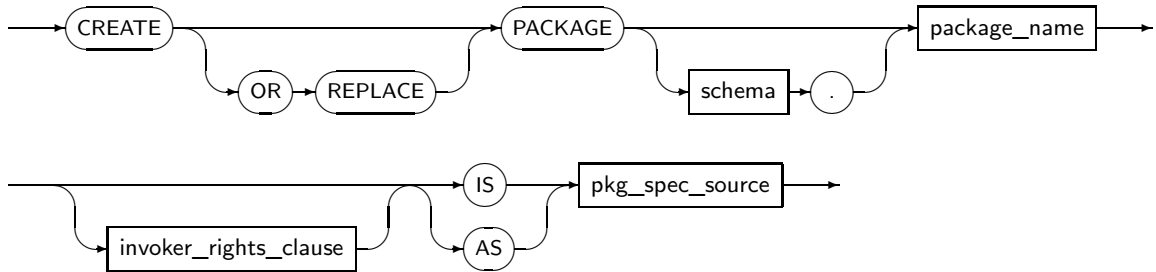 CREATE PACKAGE package_name
OR REPLACE schema .
IS pkg_spec_source
invoker_rights_clause AS